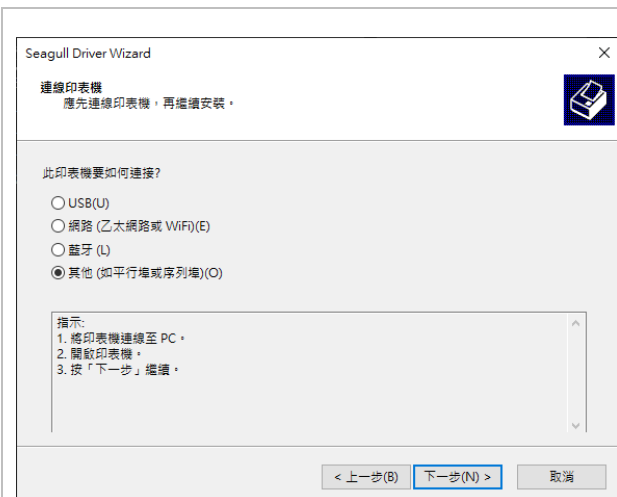 Seagull Driver Wizard
連線印表機
應先連線印表機，再繼續安裝。
此印表機要如何連接?
USB(U)
網路 (乙太網路或 WiFi)(E)
藍牙 (L)
其他 (如平行埠或序列埠)(O)
指示:
1. 將印表機連線至 PC。
2. 開啟印表機。
3. 按「下一步」繼續。
< 上一步(B) 下一步(N) > 取消